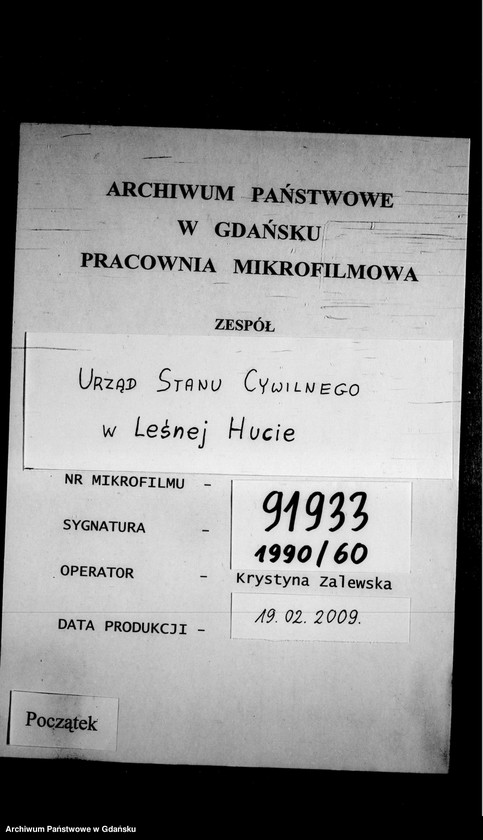 ARCHIWUM PAŃSTWOWE
W GDAŃSKU
PRACOWNIA MIKROFILMOWA
ZESPÓŁ
URZĄD STANU CYWILNEGO
w Leśnej Hucie
NR MIKROFILMU – 91933
SYGNATURA – 1990/60
OPERATOR – Krystyna Zalewska
DATA PRODUKCJI – 19.02.2009.
Początek
Archiwum Państwowe w Gdańsku